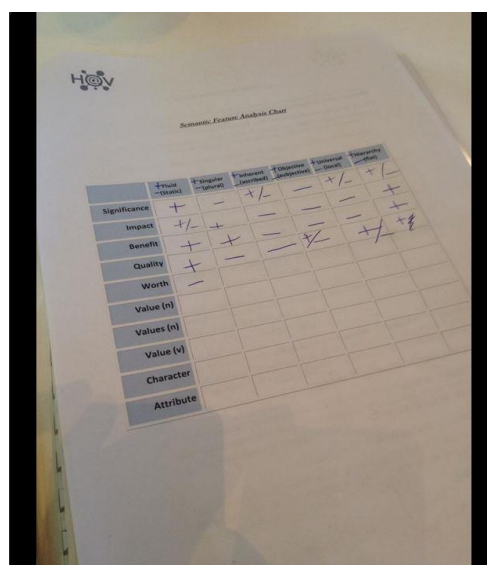 H@V
Semantic Feature Analysis Chart
+Fluid -(Static) +Singular -(plural) +Inherent -(ascribed) +Objective -(subjective) +Universal -(local) +Hierarchy -(flat)
Significance + - +/- - +/- +/-
Impact +/- + - - - +
Benefit + + - - - +
Quality + - - +/- +/- +
Worth -
Value (n)
Values (n)
Value (v)
Character
Attribute